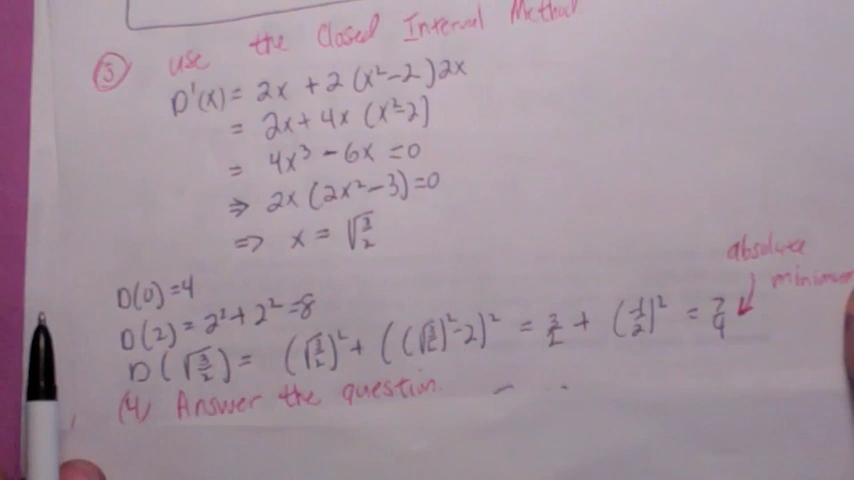 ③ Use the Closed Interval Method
D'(x) = 2x + 2(x²-2)2x
= 2x + 4x (x²-2)
= 4x³ - 6x = 0
⇒ 2x(2x²-3)=0
⇒ x = √(3/2)
absolute
minimum
D(0)=4
D(2) = 2² + 2² = 8
D(√(3/2)) = (√(3/2))² + ((√(3/2))²-2)² = 3/2 + (-1/2)² = 7/4
(4) Answer the question.